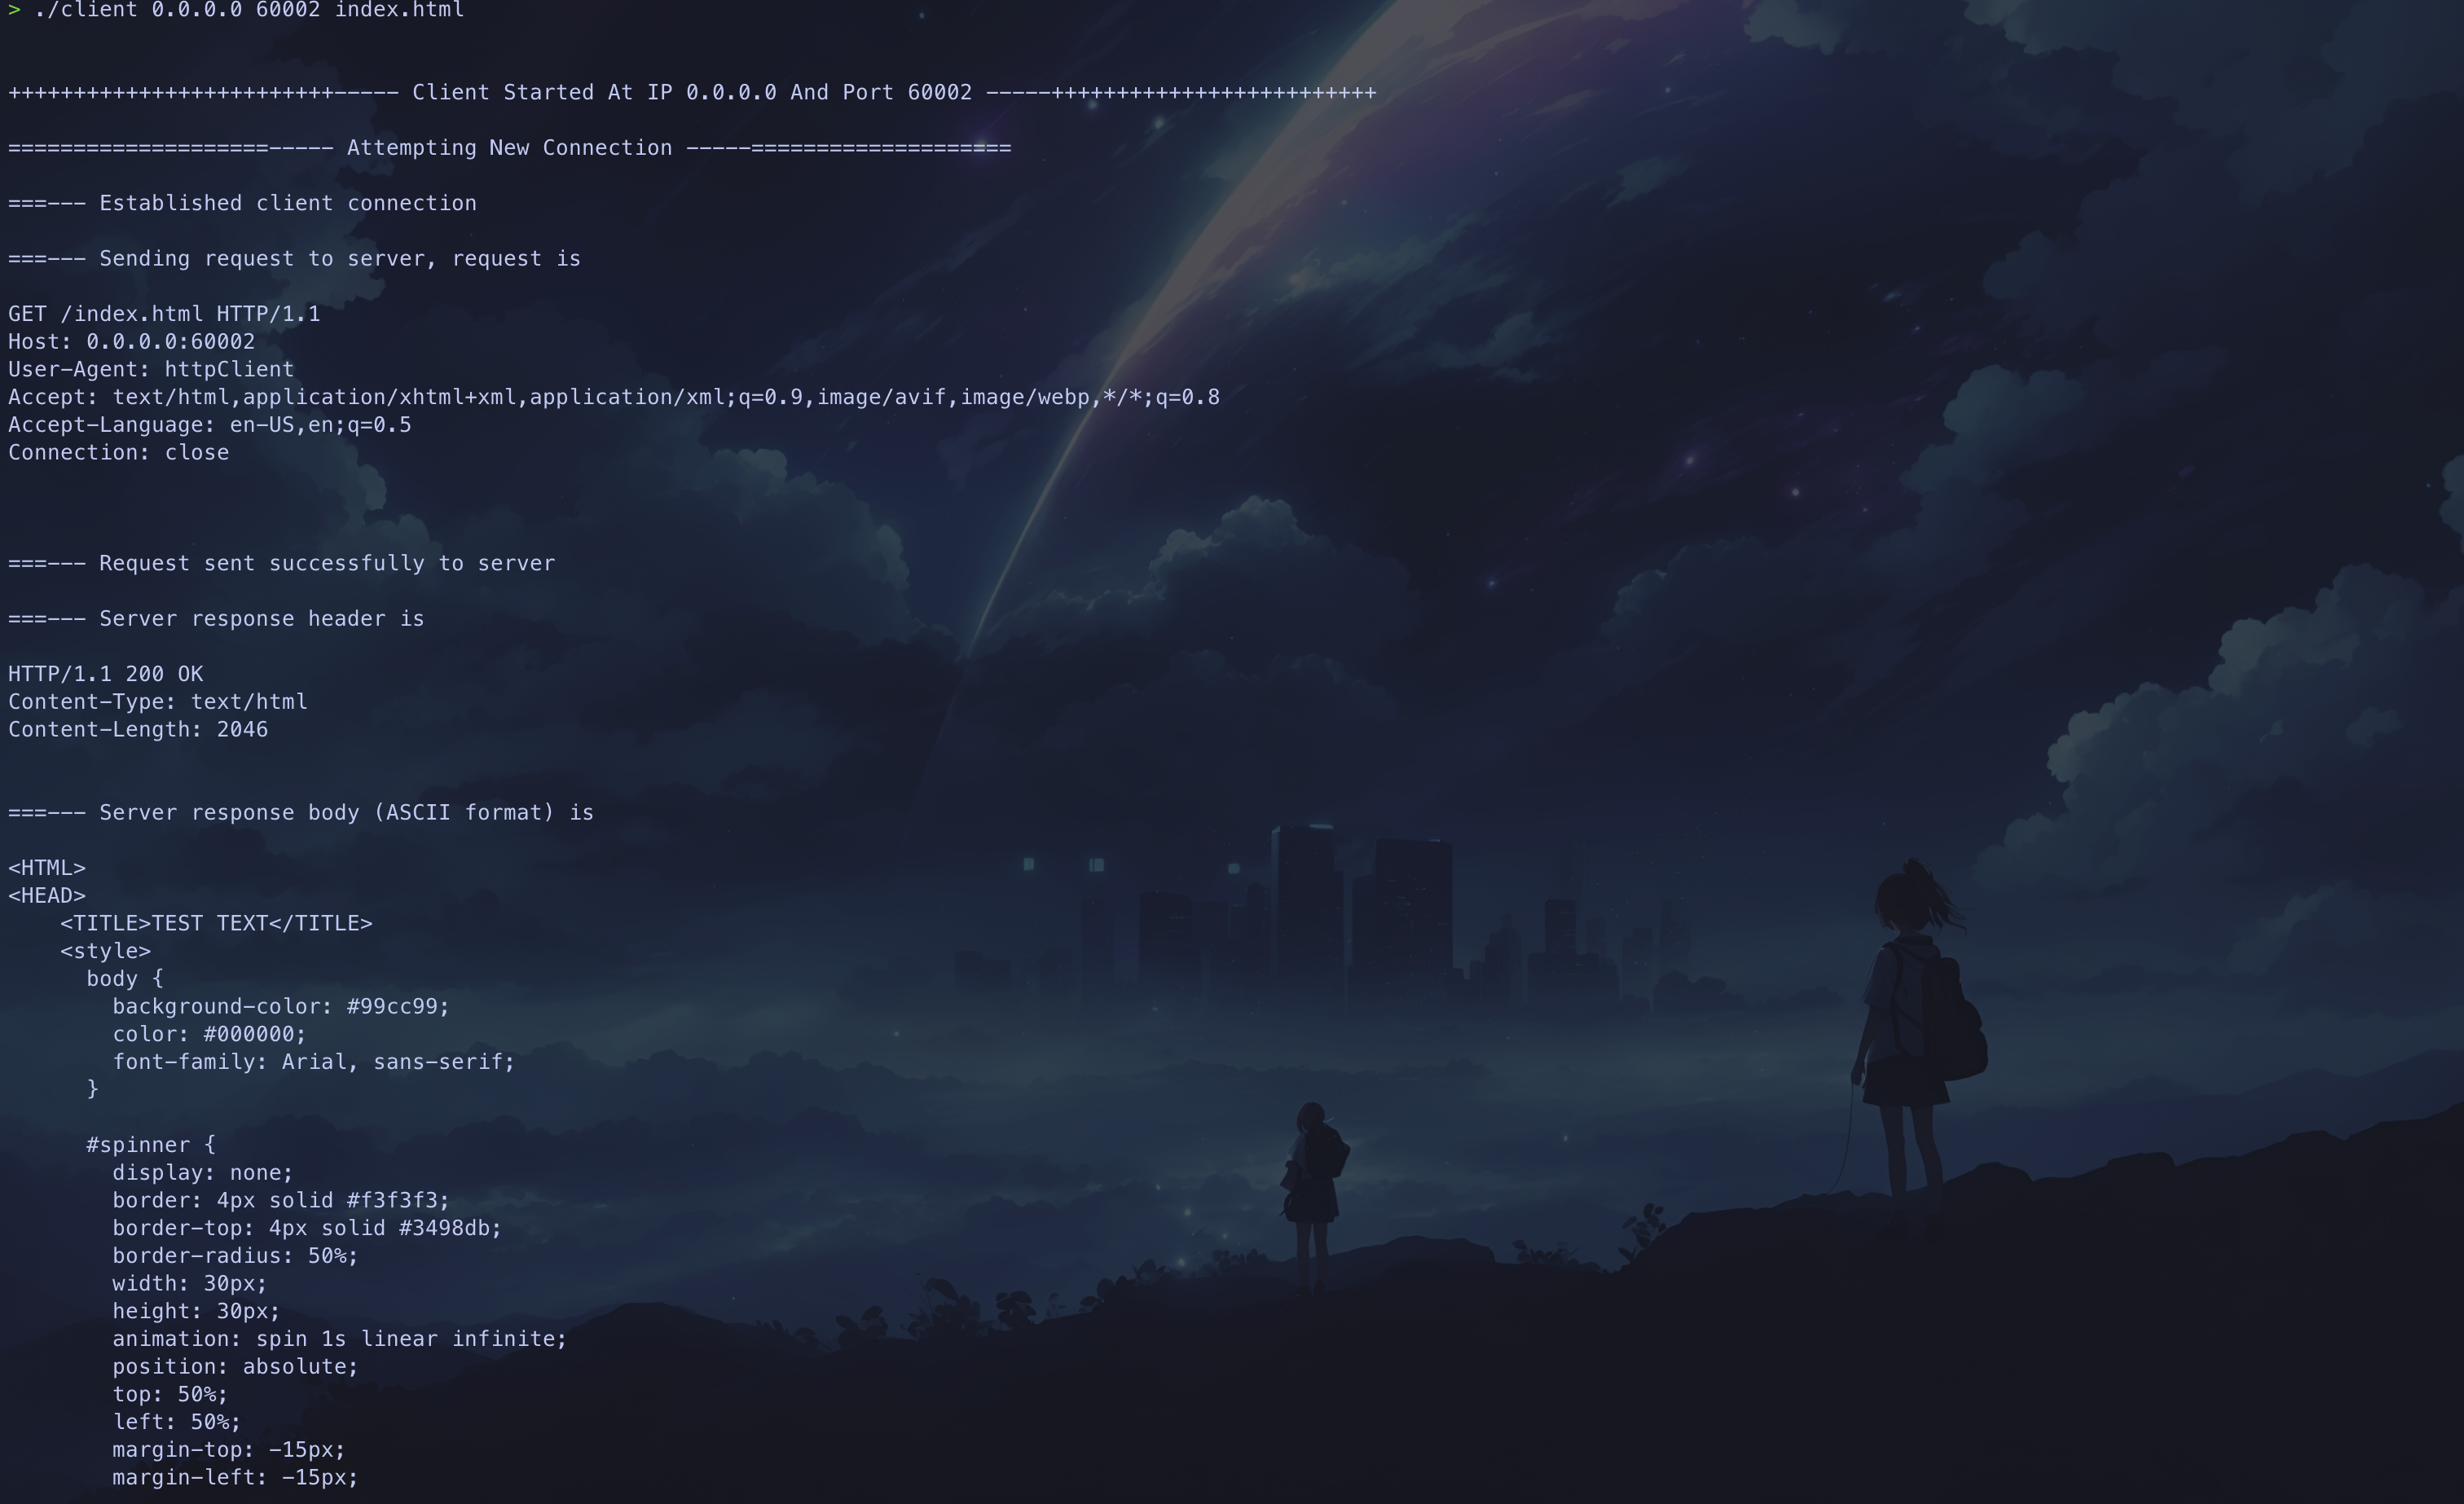 > ./client 0.0.0.0 60002 index.html
+++++++++++++++++++++++++----- Client Started At IP 0.0.0.0 And Port 60002 -----+++++++++++++++++++++++++
====================----- Attempting New Connection -----====================
===--- Established client connection
===--- Sending request to server, request is
GET /index.html HTTP/1.1
Host: 0.0.0.0:60002
User-Agent: httpClient
Accept: text/html,application/xhtml+xml,application/xml;q=0.9,image/avif,image/webp,*/*;q=0.8
Accept-Language: en-US,en;q=0.5
Connection: close
===--- Request sent successfully to server
===--- Server response header is
HTTP/1.1 200 OK
Content-Type: text/html
Content-Length: 2046
===--- Server response body (ASCII format) is
<HTML>
<HEAD>
    <TITLE>TEST TEXT</TITLE>
    <style>
      body {
        background-color: #99cc99;
        color: #000000;
        font-family: Arial, sans-serif;
      }
      #spinner {
        display: none;
        border: 4px solid #f3f3f3;
        border-top: 4px solid #3498db;
        border-radius: 50%;
        width: 30px;
        height: 30px;
        animation: spin 1s linear infinite;
        position: absolute;
        top: 50%;
        left: 50%;
        margin-top: -15px;
        margin-left: -15px;